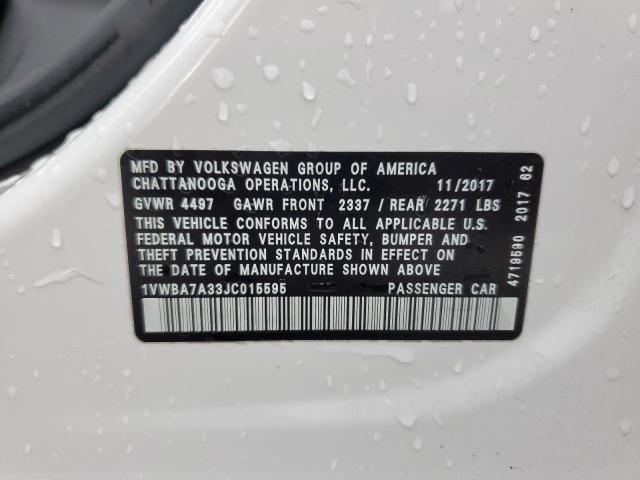 MFD BY VOLKSWAGEN GROUP OF AMERICA
CHATTANOOGA OPERATIONS, LLC. 11/2017
GVWR 4497 GAWR FRONT 2337 / REAR 2271 LBS
THIS VEHICLE CONFORMS TO ALL APPLICABLE U.S.
FEDERAL MOTOR VEHICLE SAFETY, BUMPER AND
THEFT PREVENTION STANDARDS IN EFFECT ON
THE DATE OF MANUFACTURE SHOWN ABOVE
1VWBA7A33JC015595 PASSENGER CAR
4719590 2017 62